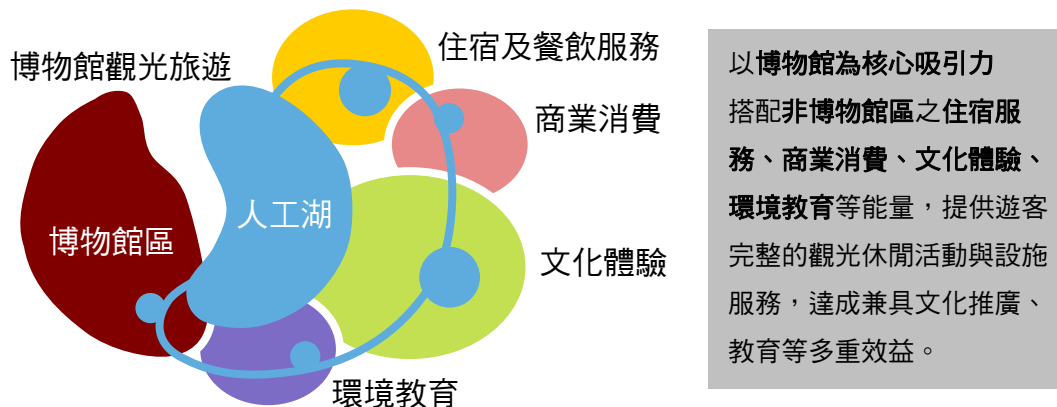 住宿及餐飲服務
博物館觀光旅遊
商業消費
人工湖
博物館區
文化體驗
環境教育
以博物館為核心吸引力
搭配非博物館區之住宿服
務、商業消費、文化體驗、
環境教育等能量，提供遊客
完整的觀光休閒活動與設施
服務，達成兼具文化推廣、
教育等多重效益。